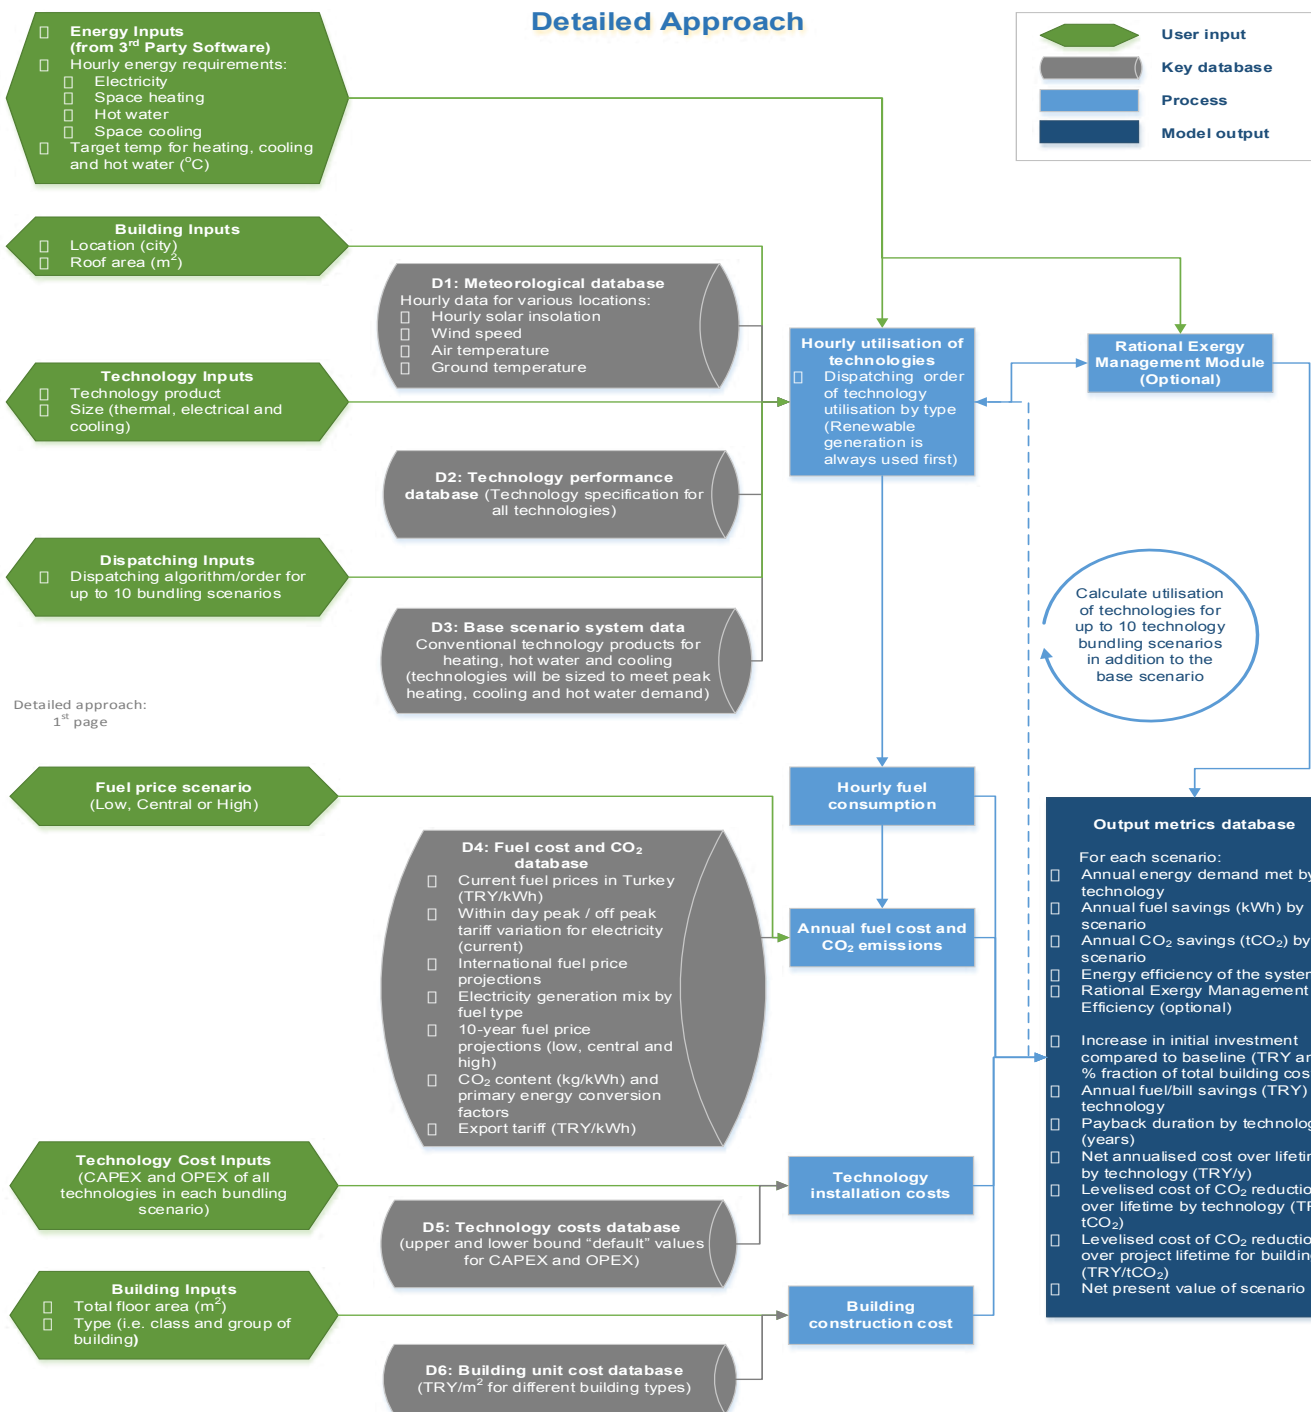 Detailed Approach
User input
Key database
Process
Model output
Energy Inputs
(from 3rd Party Software)
Hourly energy requirements:
Electricity
Space heating
Hot water
Space cooling
Target temp for heating, cooling
and hot water (°C)
Building Inputs
Location (city)
Roof area (m²)
D1: Meteorological database
Hourly data for various locations:
Hourly solar insolation
Wind speed
Air temperature
Ground temperature
Technology Inputs
Technology product
Size (thermal, electrical and
cooling)
Hourly utilisation of
technologies
Dispatching order
of technology
utilisation by type
(Renewable
generation is
always used first)
Rational Exergy
Management Module
(Optional)
D2: Technology performance
database (Technology specification for
all technologies)
Dispatching Inputs
Dispatching algorithm/order for
up to 10 bundling scenarios
D3: Base scenario system data
Conventional technology products for
heating, hot water and cooling
(technologies will be sized to meet peak
heating, cooling and hot water demand)
Calculate utilisation
of technologies for
up to 10 technology
bundling scenarios
in addition to the
base scenario
Detailed approach:
1st page
Fuel price scenario
(Low, Central or High)
Hourly fuel
consumption
D4: Fuel cost and CO₂
database
Current fuel prices in Turkey
(TRY/kWh)
Within day peak / off peak
tariff variation for electricity
(current)
International fuel price
projections
Electricity generation mix by
fuel type
10-year fuel price
projections (low, central and
high)
CO₂ content (kg/kWh) and
primary energy conversion
factors
Export tariff (TRY/kWh)
Annual fuel cost and
CO₂ emissions
Output metrics database
For each scenario:
Annual energy demand met by
technology
Annual fuel savings (kWh) by
scenario
Annual CO₂ savings (tCO₂) by
scenario
Energy efficiency of the system
Rational Exergy Management
Efficiency (optional)
Increase in initial investment
compared to baseline (TRY an
% fraction of total building cos
Annual fuel/bill savings (TRY)
technology
Payback duration by technolog
(years)
Net annualised cost over lifetim
by technology (TRY/y)
Levelised cost of CO₂ reductio
over lifetime by technology (TR
tCO₂)
Levelised cost of CO₂ reductio
over project lifetime for building
(TRY/tCO₂)
Net present value of scenario
Technology Cost Inputs
(CAPEX and OPEX of all
technologies in each bundling
scenario)
Technology
installation costs
D5: Technology costs database
(upper and lower bound “default” values
for CAPEX and OPEX)
Building Inputs
Total floor area (m²)
Type (i.e. class and group of
building)
Building
construction cost
D6: Building unit cost database
(TRY/m² for different building types)